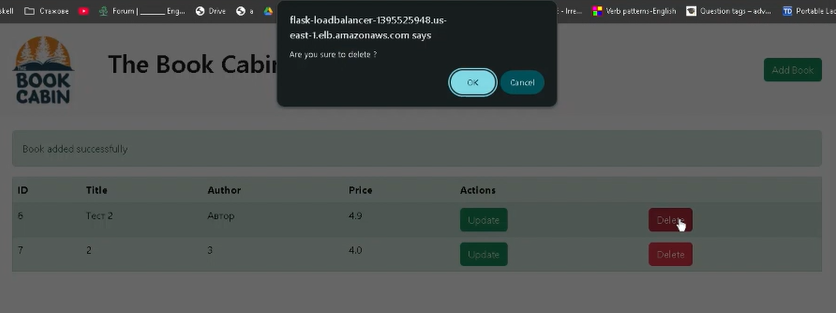 skell
Стажове
Forum | ______ Eng...
Drive
a
- Irre...
Verb patterns-English
Question tags – adv...
Portable Lac
flask-loadbalancer-1395525948.us-
east-1.elb.amazonaws.com says
Are you sure to delete ?
OK
Cancel
THE
BOOK
CABIN
The Book Cabin
Add Book
Book added successfully
ID Title Author Price Actions
6 Тест 2 Автор 4.9 Update Delete
7 2 3 4.0 Update Delete